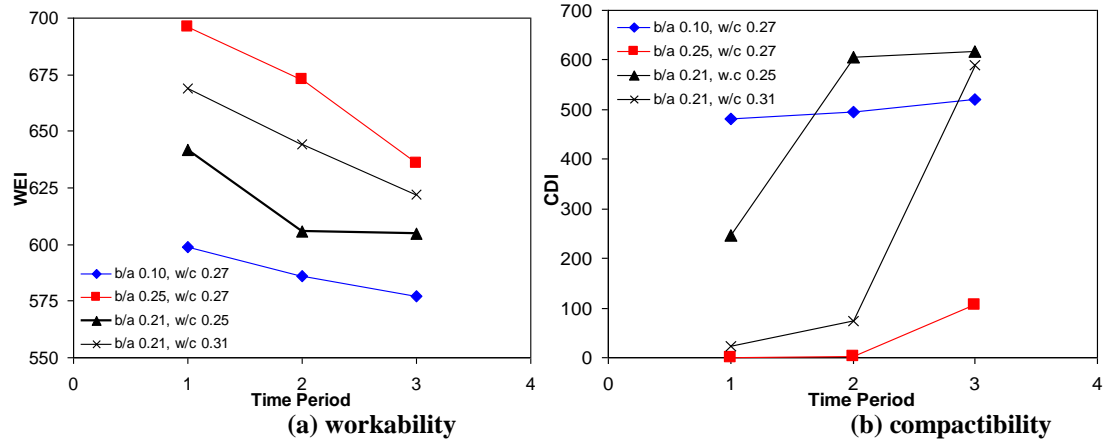 700
675
650
625
600
575
550
WEI
b/a 0.10, w/c 0.27
b/a 0.25, w/c 0.27
b/a 0.21, w/c 0.25
b/a 0.21, w/c 0.31
0 1 2 3 4
Time Period
(a) workability
700
600
500
400
300
200
100
0
CDI
b/a 0.10, w/c 0.27
b/a 0.25, w/c 0.27
b/a 0.21, w.c 0.25
b/a 0.21, w/c 0.31
0 1 2 3 4
Time Period
(b) compactibility